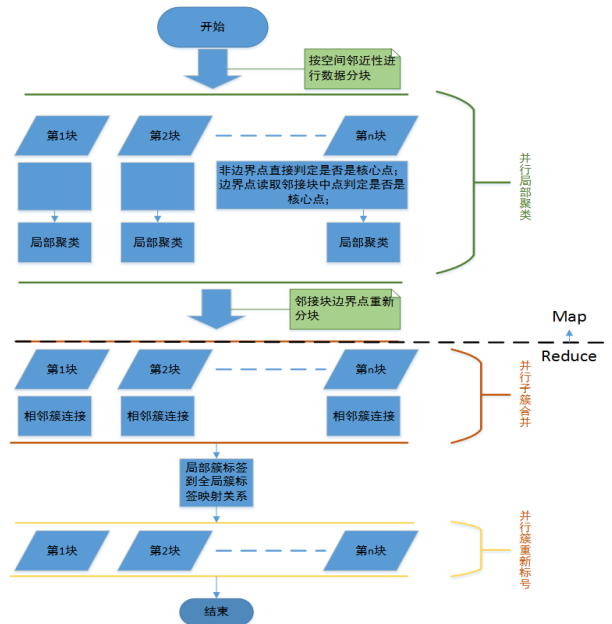 开始
按空间邻近性进
行数据分块
第1块
第2块
第n块
非边界点直接判定是否是核心点；
边界点读取邻接块中点判定是否是
核心点；
局部聚类
局部聚类
局部聚类
并行局部聚类
邻接块边界点重新
分块
Map
Reduce
第1块
第2块
第n块
相邻簇连接
相邻簇连接
相邻簇连接
并行子簇合并
局部簇标签
到全局簇标
签映射关系
第1块
第2块
第n块
并行簇重新标号
结束